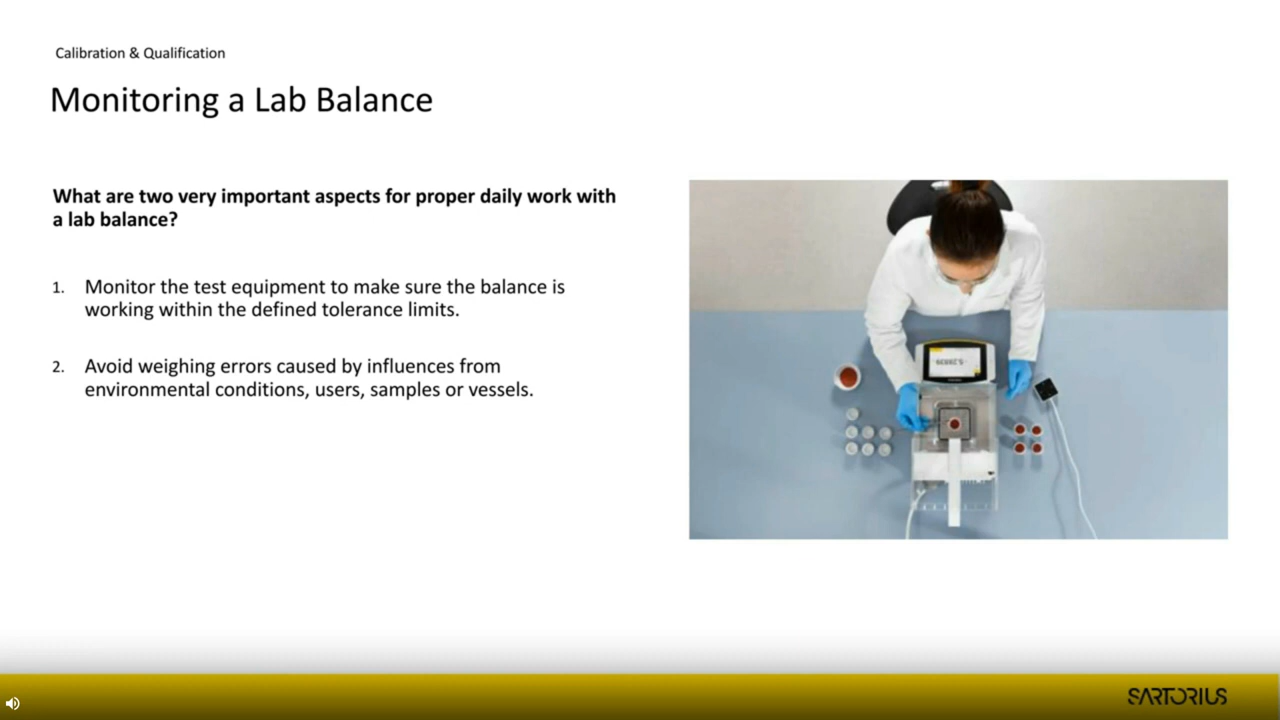 Calibration & Qualification
Monitoring a Lab Balance
What are two very important aspects for proper daily work with
a lab balance?
1. Monitor the test equipment to make sure the balance is
working within the defined tolerance limits.
2. Avoid weighing errors caused by influences from
environmental conditions, users, samples or vessels.
SARTORIUS